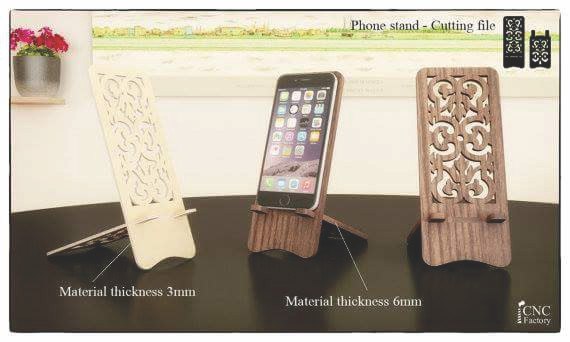 Phone stand - Cutting file
Material thickness 3mm
Material thickness 6mm
CNC
Factory